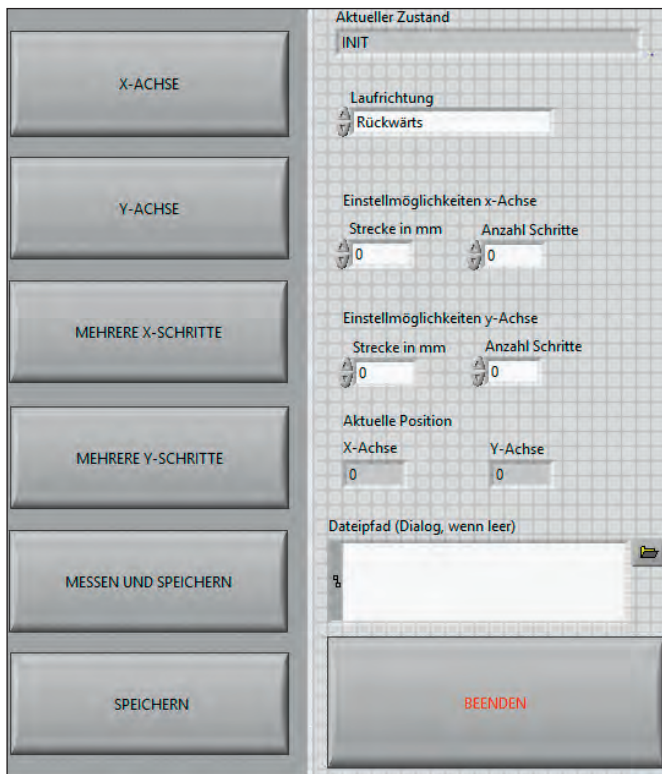 X-ACHSE
Y-ACHSE
MEHRERE X-SCHRITTE
MEHRERE Y-SCHRITTE
MESSEN UND SPEICHERN
SPEICHERN
Aktueller Zustand
INIT
Laufrichtung
Rückwärts
Einstellmöglichkeiten x-Achse
Strecke in mm Anzahl Schritte
0 0
Einstellmöglichkeiten y-Achse
Strecke in mm Anzahl Schritte
0 0
Aktuelle Position
X-Achse Y-Achse
0 0
Dateipfad (Dialog, wenn leer)
BEENDEN